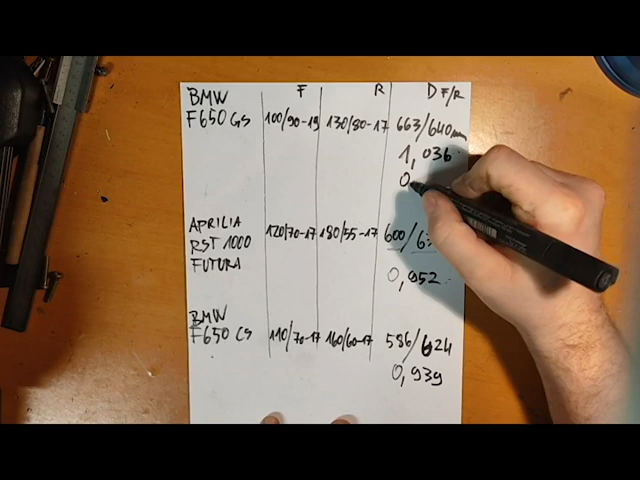 F R D F/R
BMW
F650 GS 100/90-19 130/80-17 663/640mm
1,036
0
APRILIA
RST 1000 120/70-17 180/55-17 600/63
FUTURA
0,952
BMW
F650 CS 110/70-17 160/60-17 586/624
0,939